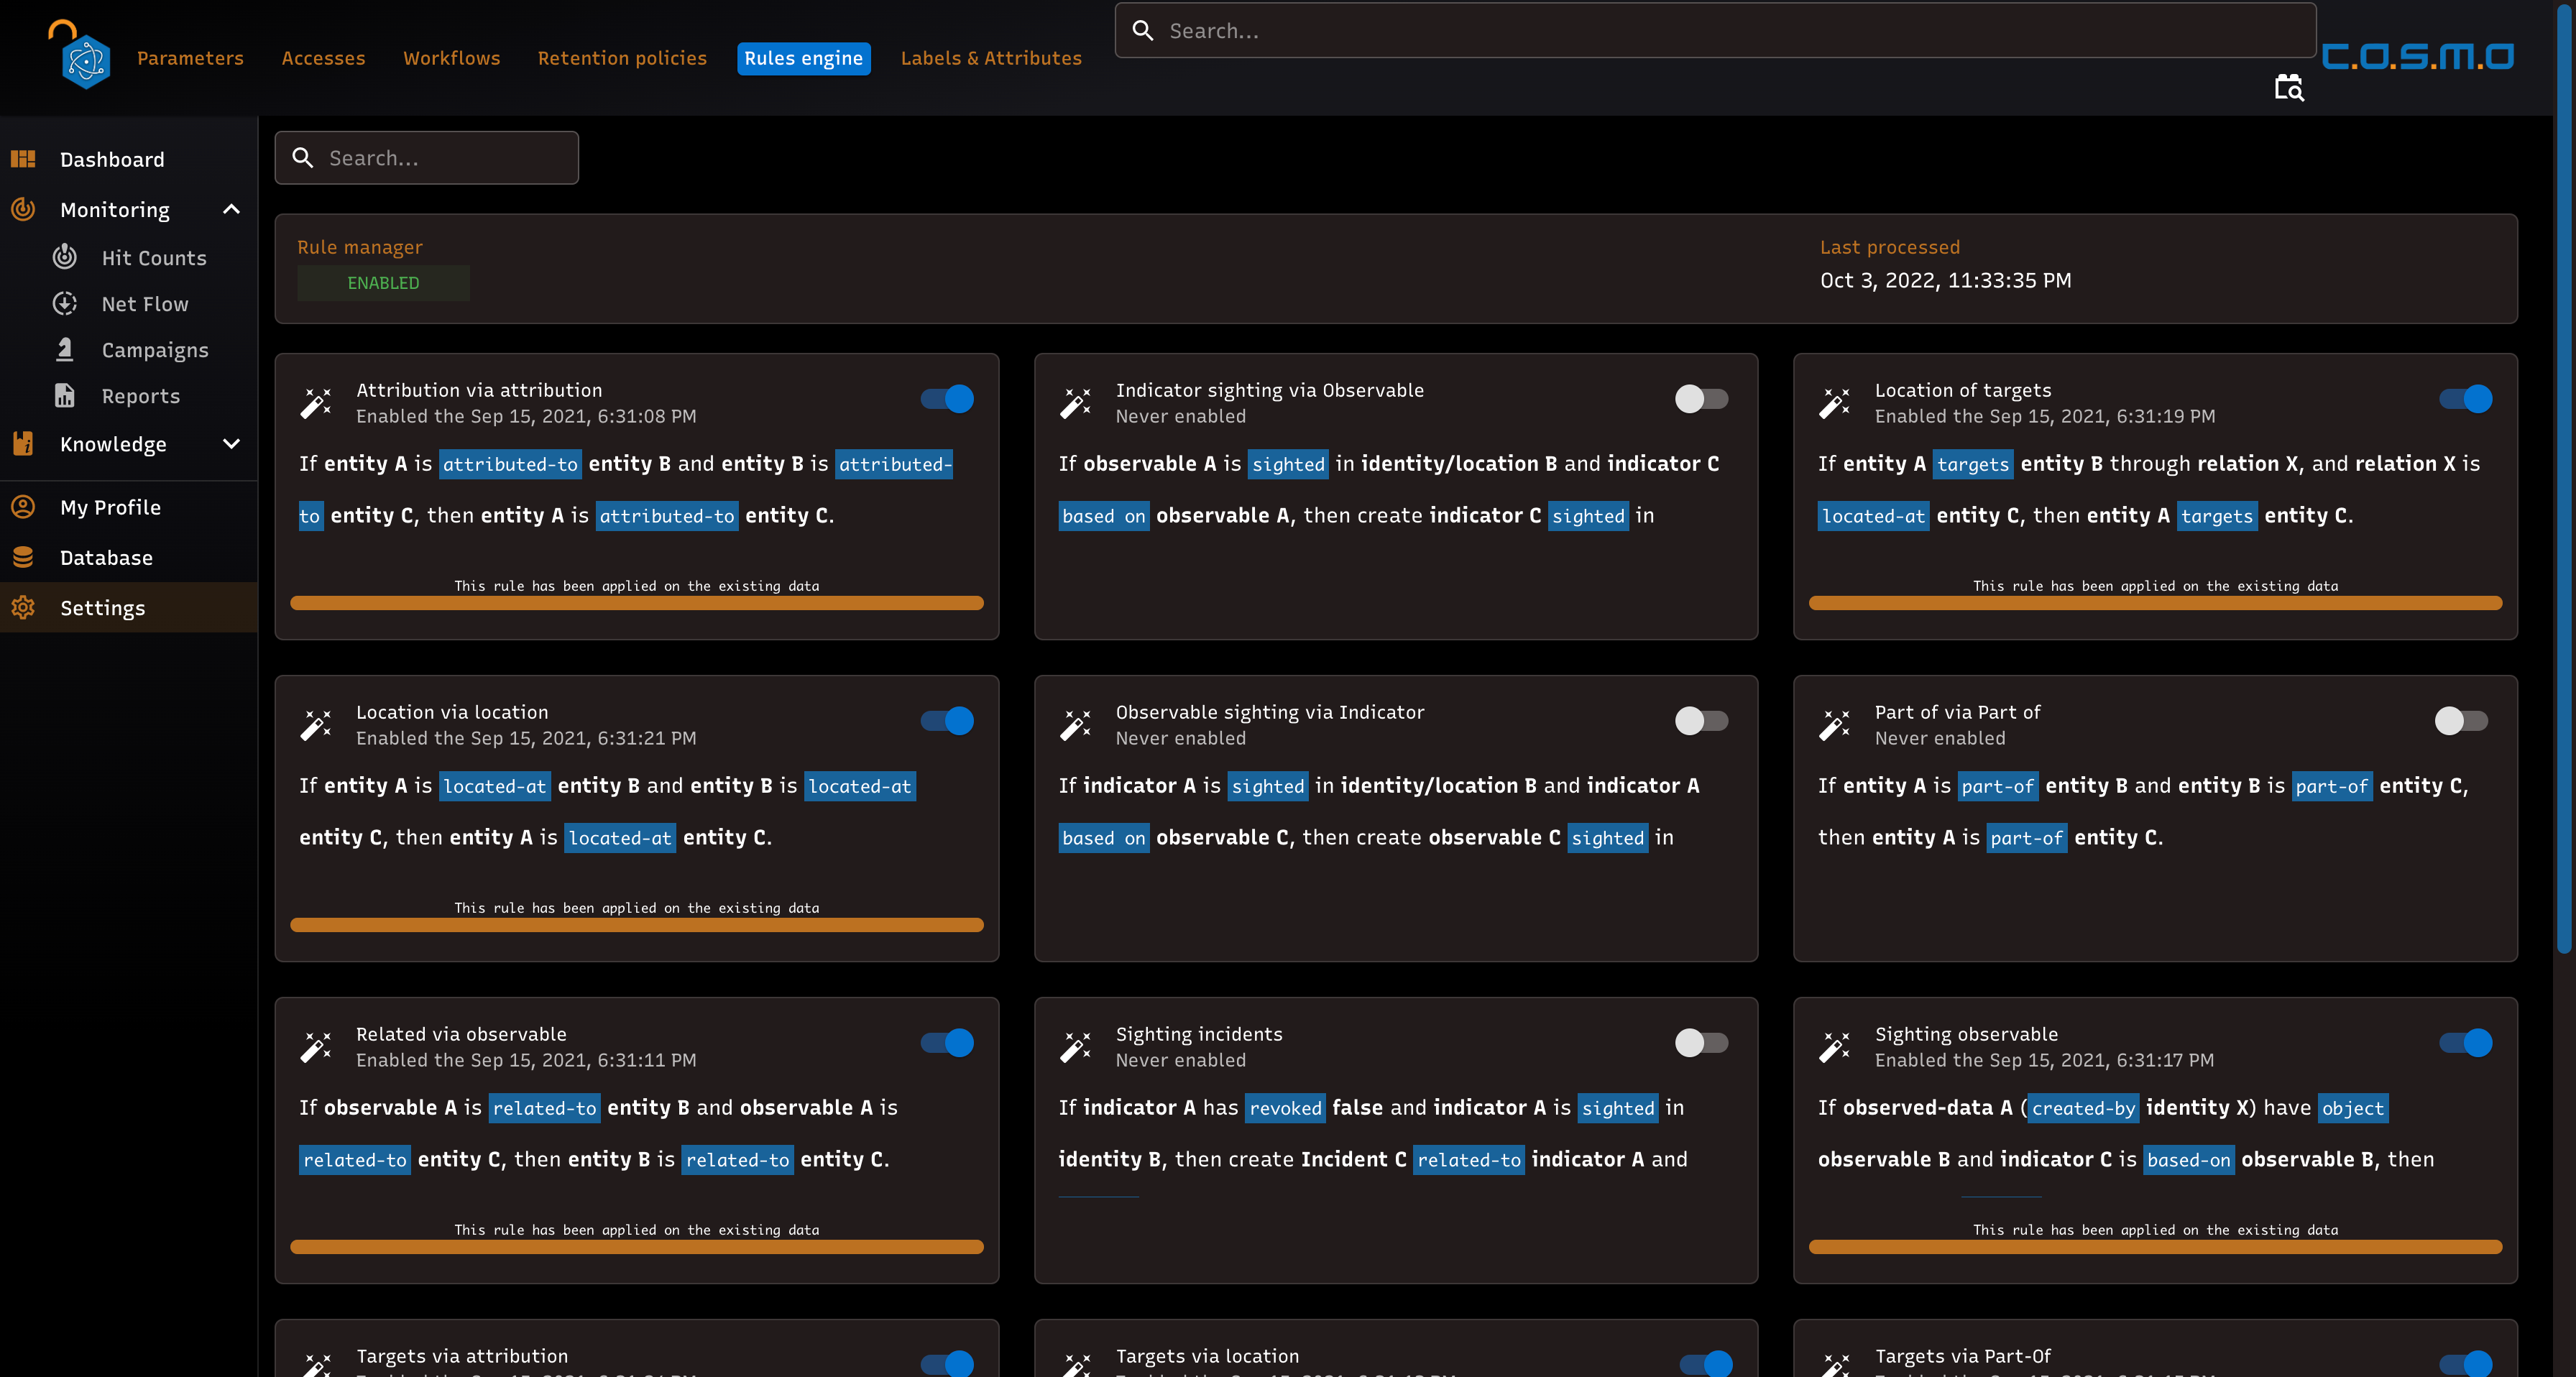 Parameters
Accesses
Workflows
Retention policies
Rules engine
Labels & Attributes
Search...
c.o.s.m.o
Dashboard
Monitoring
Hit Counts
Net Flow
Campaigns
Reports
Knowledge
My Profile
Database
Settings
Search...
Rule manager
ENABLED
Last processed
Oct 3, 2022, 11:33:35 PM
Attribution via attribution
Enabled the Sep 15, 2021, 6:31:08 PM
If entity A is attributed-to entity B and entity B is attributed-
to entity C, then entity A is attributed-to entity C.
This rule has been applied on the existing data
Indicator sighting via Observable
Never enabled
If observable A is sighted in identity/location B and indicator C
based on observable A, then create indicator C sighted in
Location of targets
Enabled the Sep 15, 2021, 6:31:19 PM
If entity A targets entity B through relation X, and relation X is
located-at entity C, then entity A targets entity C.
This rule has been applied on the existing data
Location via location
Enabled the Sep 15, 2021, 6:31:21 PM
If entity A is located-at entity B and entity B is located-at
entity C, then entity A is located-at entity C.
This rule has been applied on the existing data
Observable sighting via Indicator
Never enabled
If indicator A is sighted in identity/location B and indicator A
based on observable C, then create observable C sighted in
Part of via Part of
Never enabled
If entity A is part-of entity B and entity B is part-of entity C,
then entity A is part-of entity C.
Related via observable
Enabled the Sep 15, 2021, 6:31:11 PM
If observable A is related-to entity B and observable A is
related-to entity C, then entity B is related-to entity C.
This rule has been applied on the existing data
Sighting incidents
Never enabled
If indicator A has revoked false and indicator A is sighted in
identity B, then create Incident C related-to indicator A and
Sighting observable
Enabled the Sep 15, 2021, 6:31:17 PM
If observed-data A (created-by identity X) have object
observable B and indicator C is based-on observable B, then
This rule has been applied on the existing data
Targets via attribution
Targets via location
Targets via Part-Of